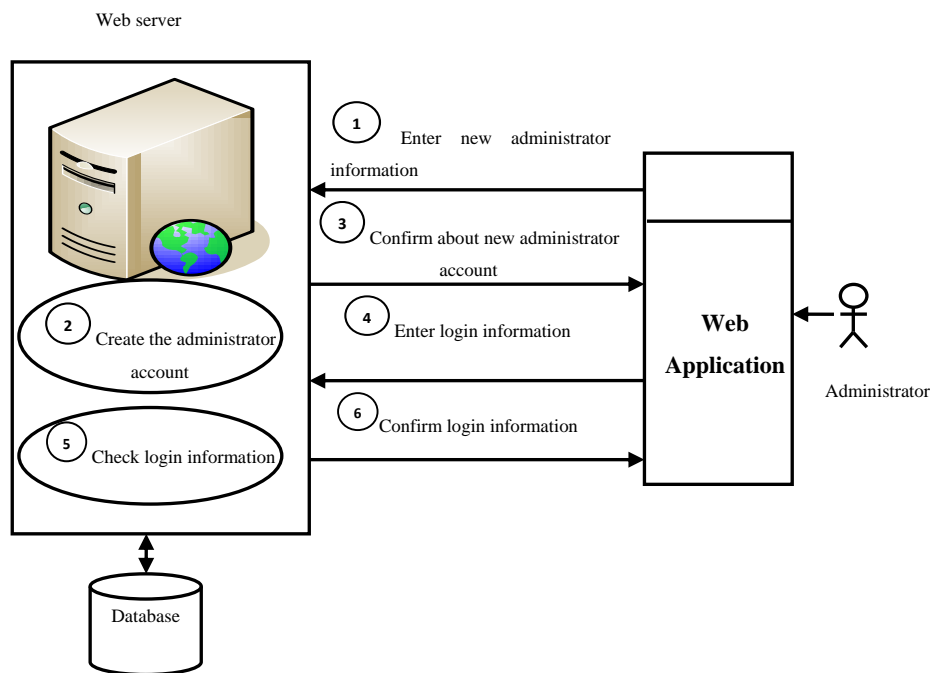 Web server
1
Enter new administrator
information
3
Confirm about new administrator
account
2
Create the administrator
account
4
Enter login information
Web
Application
Administrator
6
Confirm login information
5
Check login information
Database